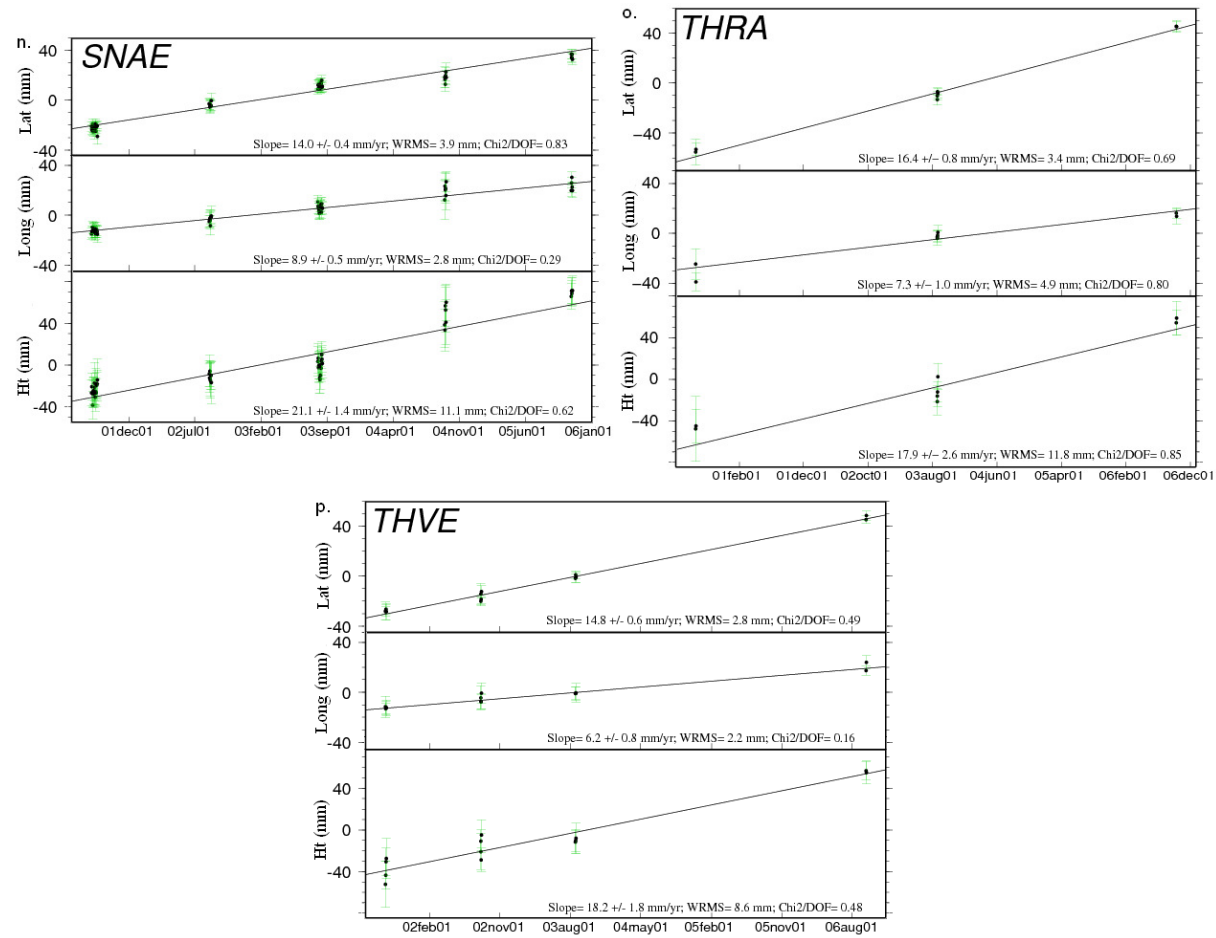 n.
SNAE
40
0
-40
Lat (mm)
Slope= 14.0 +/- 0.4 mm/yr; WRMS= 3.9 mm; Chi2/DOF= 0.83
40
0
-40
Long (mm)
Slope= 8.9 +/- 0.5 mm/yr; WRMS= 2.8 mm; Chi2/DOF= 0.29
40
0
-40
Ht (mm)
Slope= 21.1 +/- 1.4 mm/yr; WRMS= 11.1 mm; Chi2/DOF= 0.62
01dec01 02jul01 03feb01 03sep01 04apr01 04nov01 05jun01 06jan01
o.
THRA
40
0
−40
Lat (mm)
Slope= 16.4 +/− 0.8 mm/yr; WRMS= 3.4 mm; Chi2/DOF= 0.69
40
0
−40
Long (mm)
Slope= 7.3 +/− 1.0 mm/yr; WRMS= 4.9 mm; Chi2/DOF= 0.80
40
0
−40
Ht (mm)
Slope= 17.9 +/− 2.6 mm/yr; WRMS= 11.8 mm; Chi2/DOF= 0.85
01feb01 01dec01 02oct01 03aug01 04jun01 05apr01 06feb01 06dec01
p.
THVE
40
0
-40
Lat (mm)
Slope= 14.8 +/- 0.6 mm/yr; WRMS= 2.8 mm; Chi2/DOF= 0.49
40
0
-40
Long (mm)
Slope= 6.2 +/- 0.8 mm/yr; WRMS= 2.2 mm; Chi2/DOF= 0.16
40
0
-40
Ht (mm)
Slope= 18.2 +/- 1.8 mm/yr; WRMS= 8.6 mm; Chi2/DOF= 0.48
02feb01 02nov01 03aug01 04may01 05feb01 05nov01 06aug01